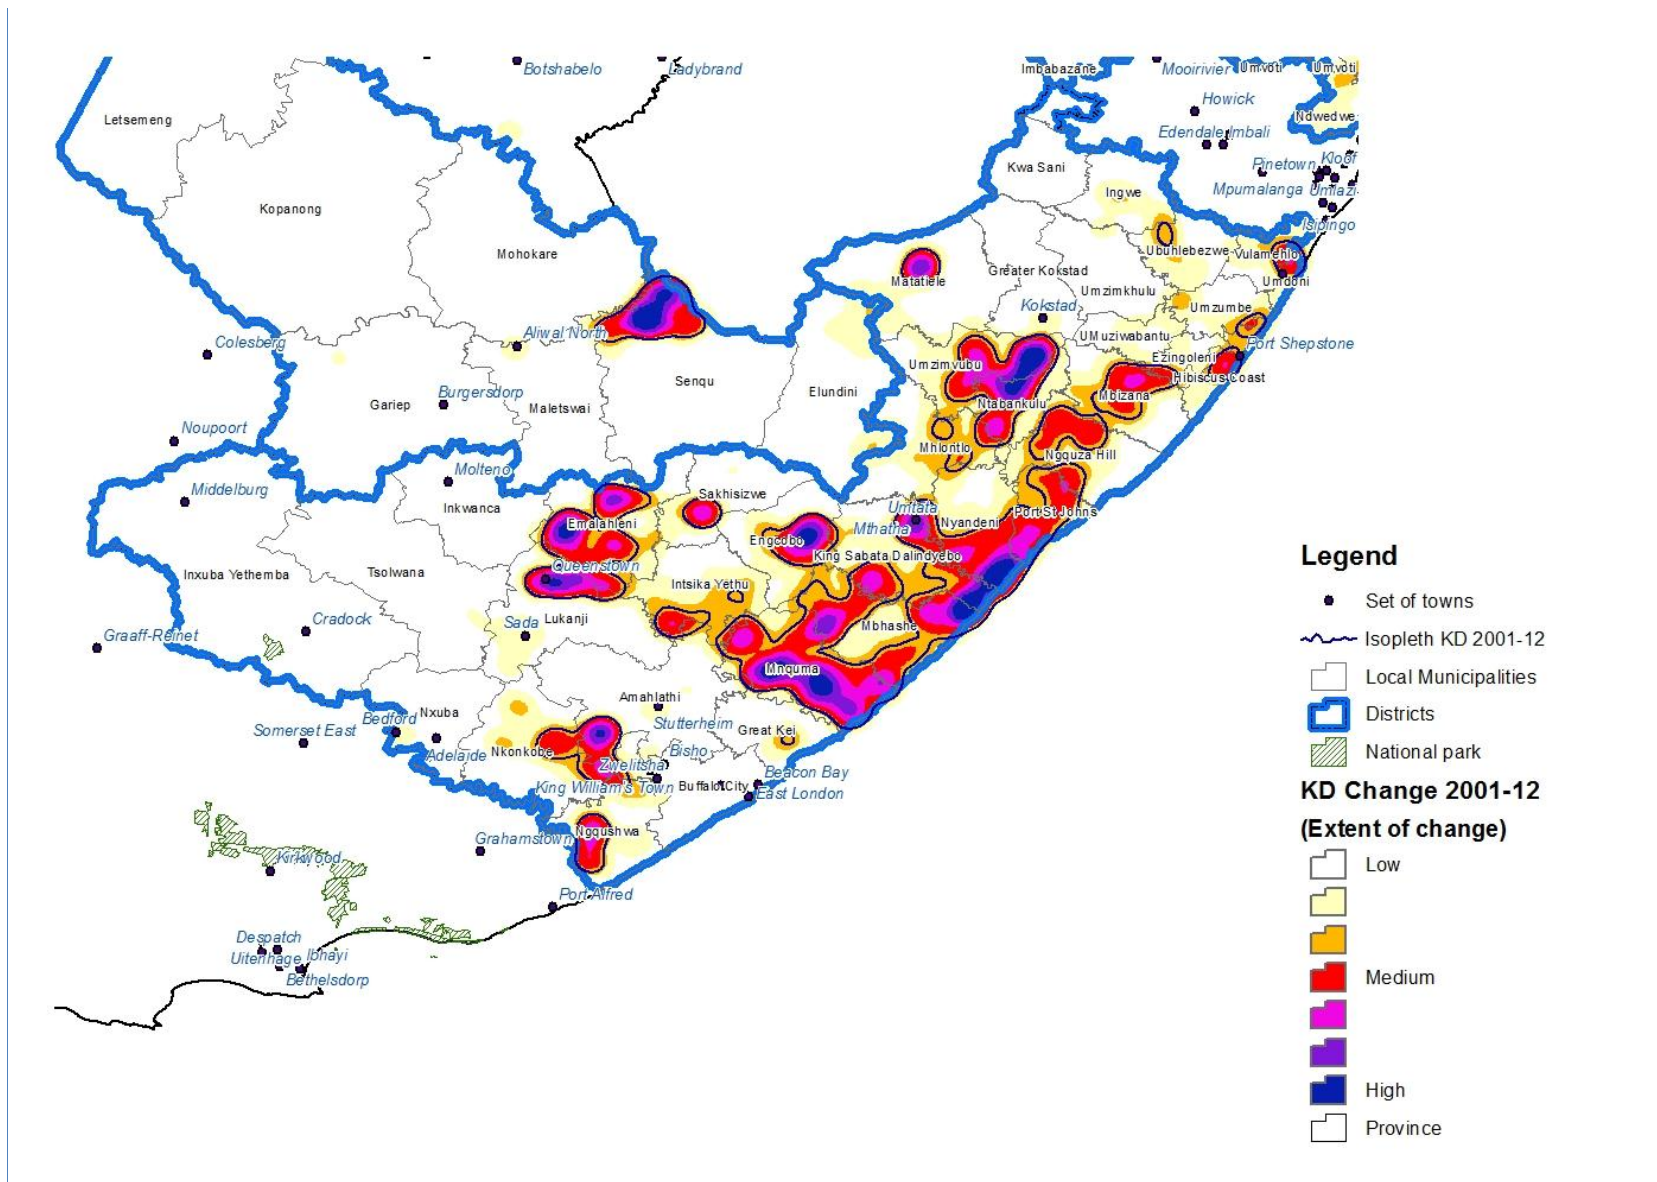 Botshabelo
Ladybrand
Imbabazane
Mooirivier
Umvoti
Umvoti
Letsemeng
Howick
Ndwedwe
Edendale
Imbali
Kloof
Pinetown
Kwa Sani
Ingwe
Mpumalanga
Umlazi
Kopanong
Isipingo
Mohokare
Ubuhlebezwe
Vulamehlo
Greater Kokstad
Matatiele
Umdoni
Umzimkhulu
Kokstad
Umzumbe
Aliwal North
Colesberg
UMuziwabantu
Port Shepstone
Ezingoleni
Umzimvubu
Hibiscus Coast
Senqu
Elundini
Burgersdorp
Mbizana
Gariep
Maletswai
Ntabankulu
Noupoort
Mhlontlo
Ngquza Hill
Molteno
Middelburg
Sakhisizwe
Inkwanca
Umtata
Port St Johns
Emalahleni
Nyandeni
Mthatha
Engcobo
King Sabata Dalindyebo
Queenstown
Inxuba Yethemba
Tsolwana
Intsika Yethu
Cradock
Sada
Lukanji
Mbhashe
Graaff-Reinet
Mnquma
Amahlathi
Nxuba
Bedford
Stutterheim
Somerset East
Great Kei
Adelaide
Nkonkobe
Bisho
Zwelitsha
Beacon Bay
King William's Town
Buffalo City
East London
Ngqushwa
Grahamstown
Kirkwood
Port Alfred
Despatch
Uitenhage
Ibhayi
Bethelsdorp
Legend
Set of towns
Isopleth KD 2001-12
Local Municipalities
Districts
National park
KD Change 2001-12
(Extent of change)
Low
Medium
High
Province